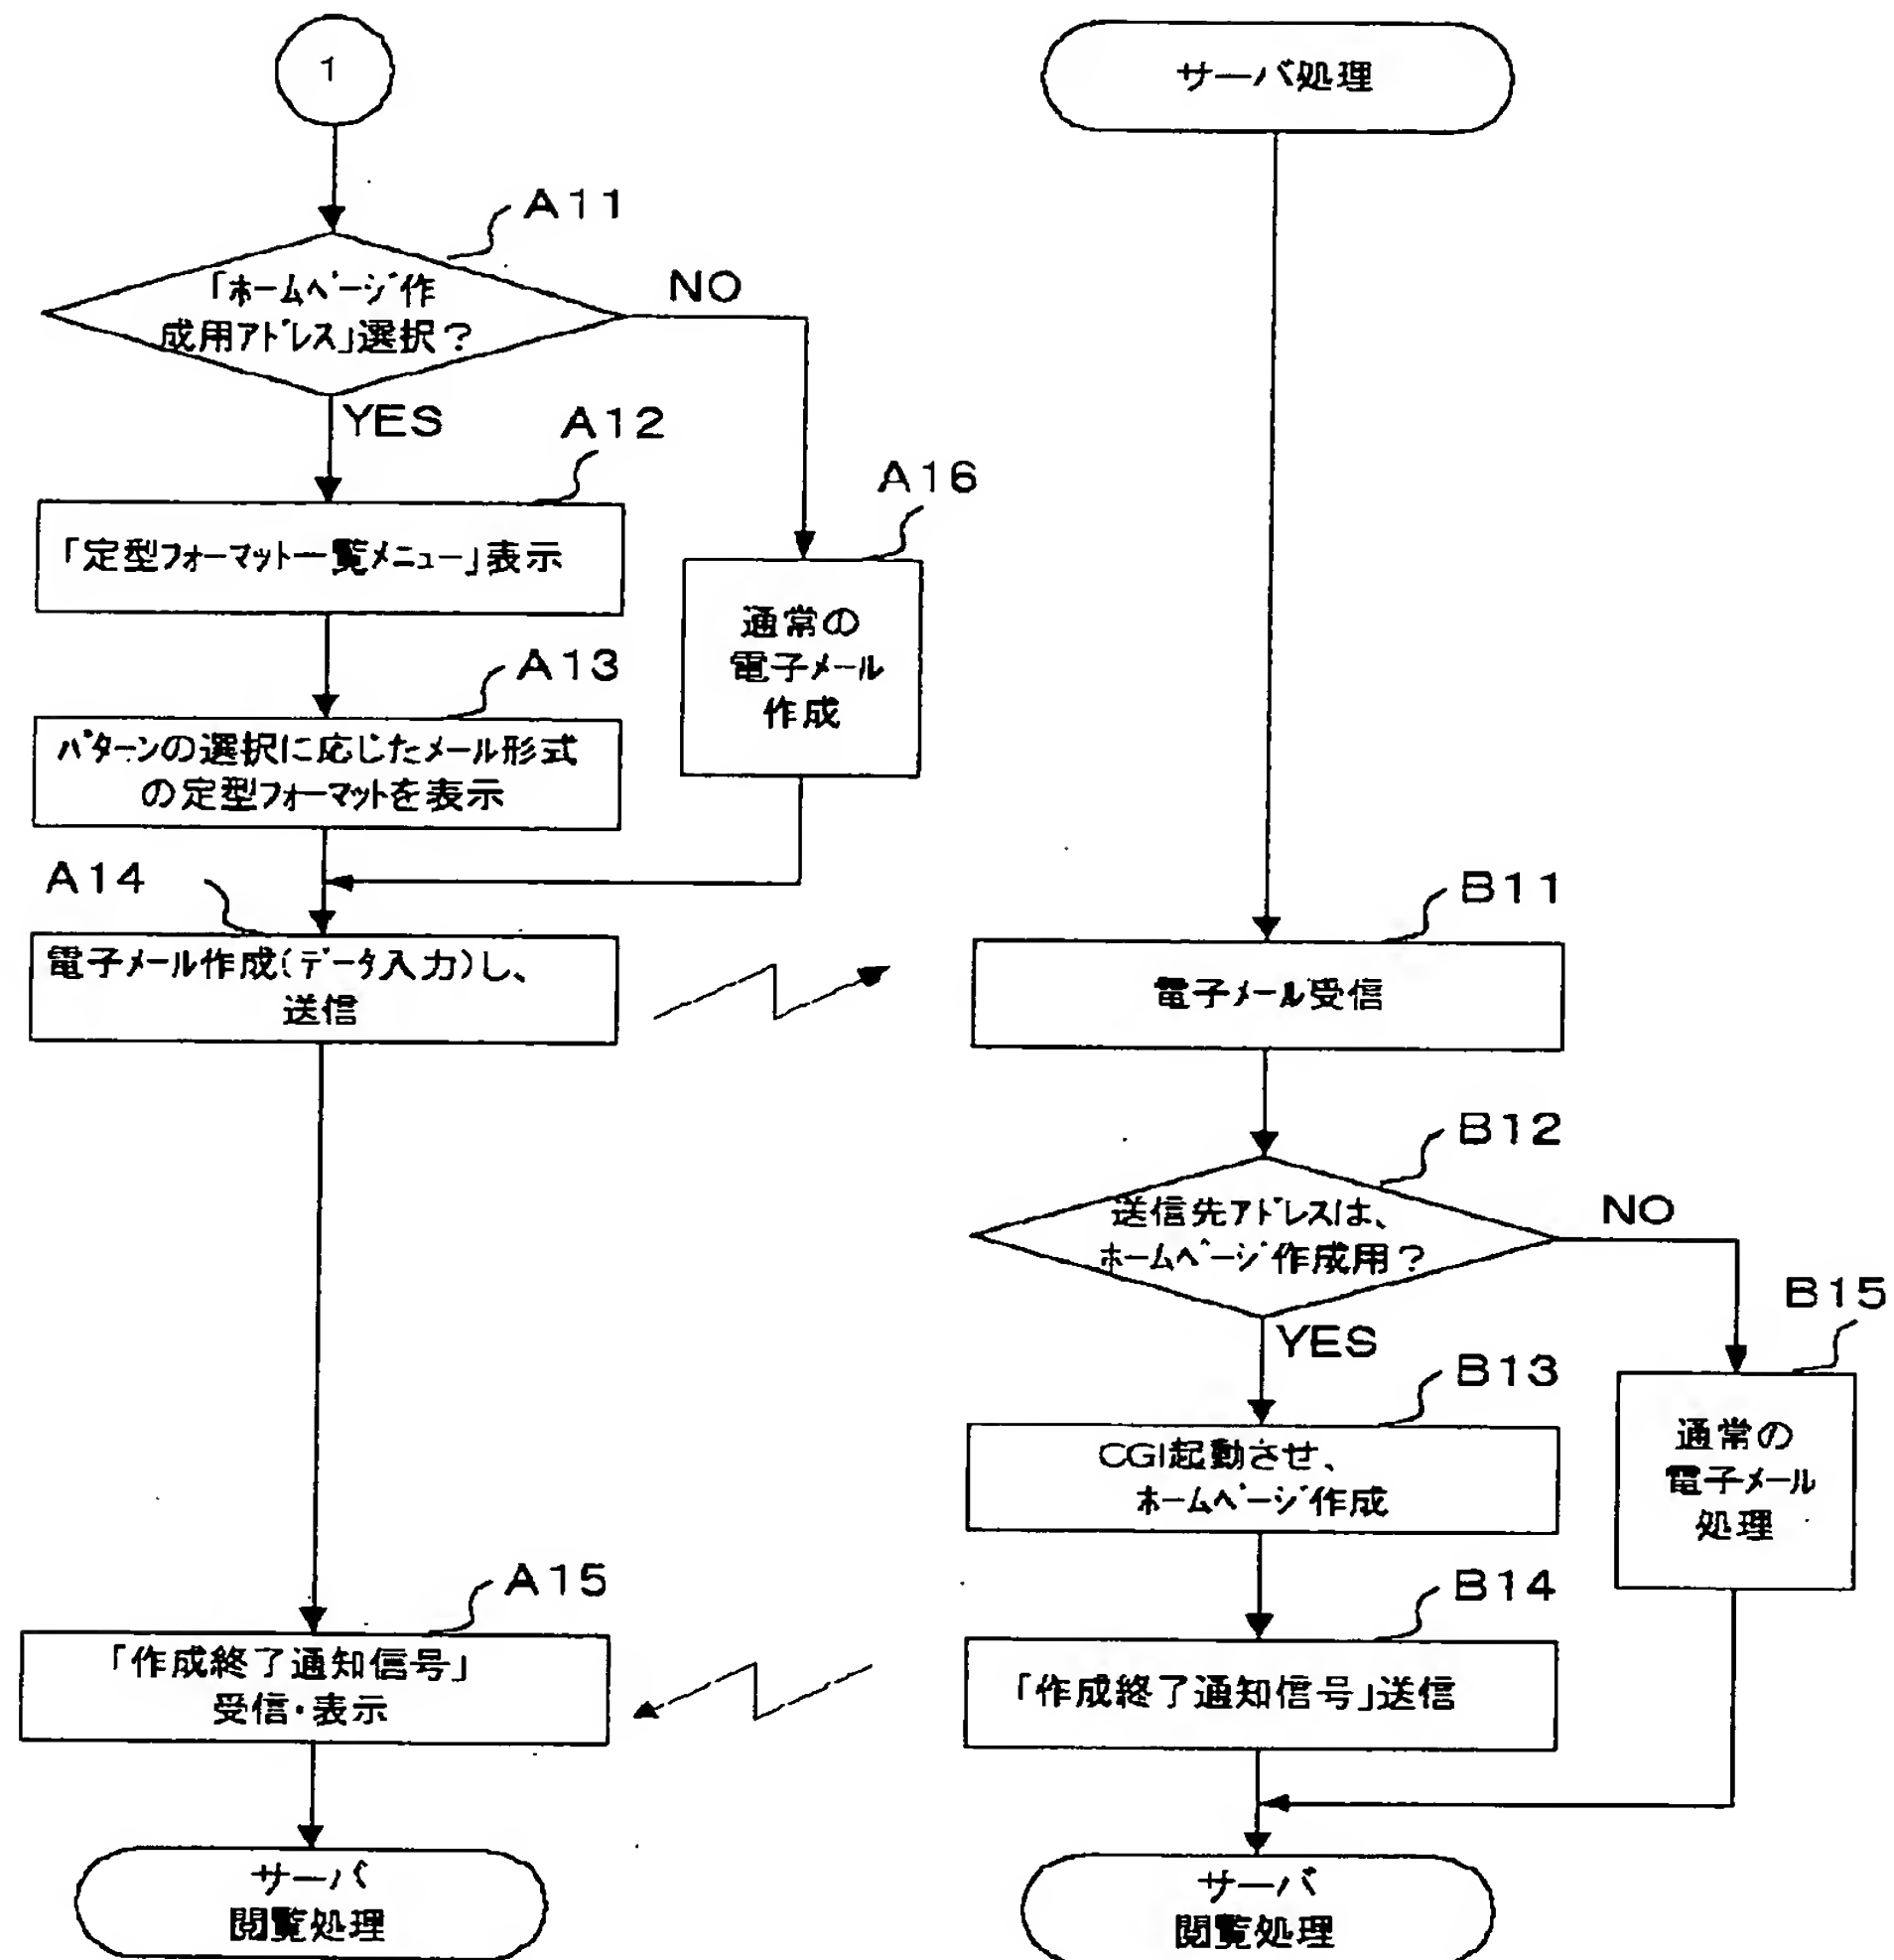 1
A11
「ホームページ作
成用アドレス」選択?
NO
YES
A12
「定型フォーマット一覧メニュー」表示
A16
通常の
電子メール
作成
A13
パターンの選択に応じたメール形式
の定型フォーマットを表示
A14
電子メール作成(データ入力)し、
送信
A15
「作成終了通知信号」
受信・表示
サーバ
閲覧処理
サーバ処理
B11
電子メール受信
B12
送信先アドレスは、
ホームページ作成用?
NO
YES
B15
通常の
電子メール
処理
B13
CGI起動させ、
ホームページ作成
B14
「作成終了通知信号」送信
サーバ
閲覧処理